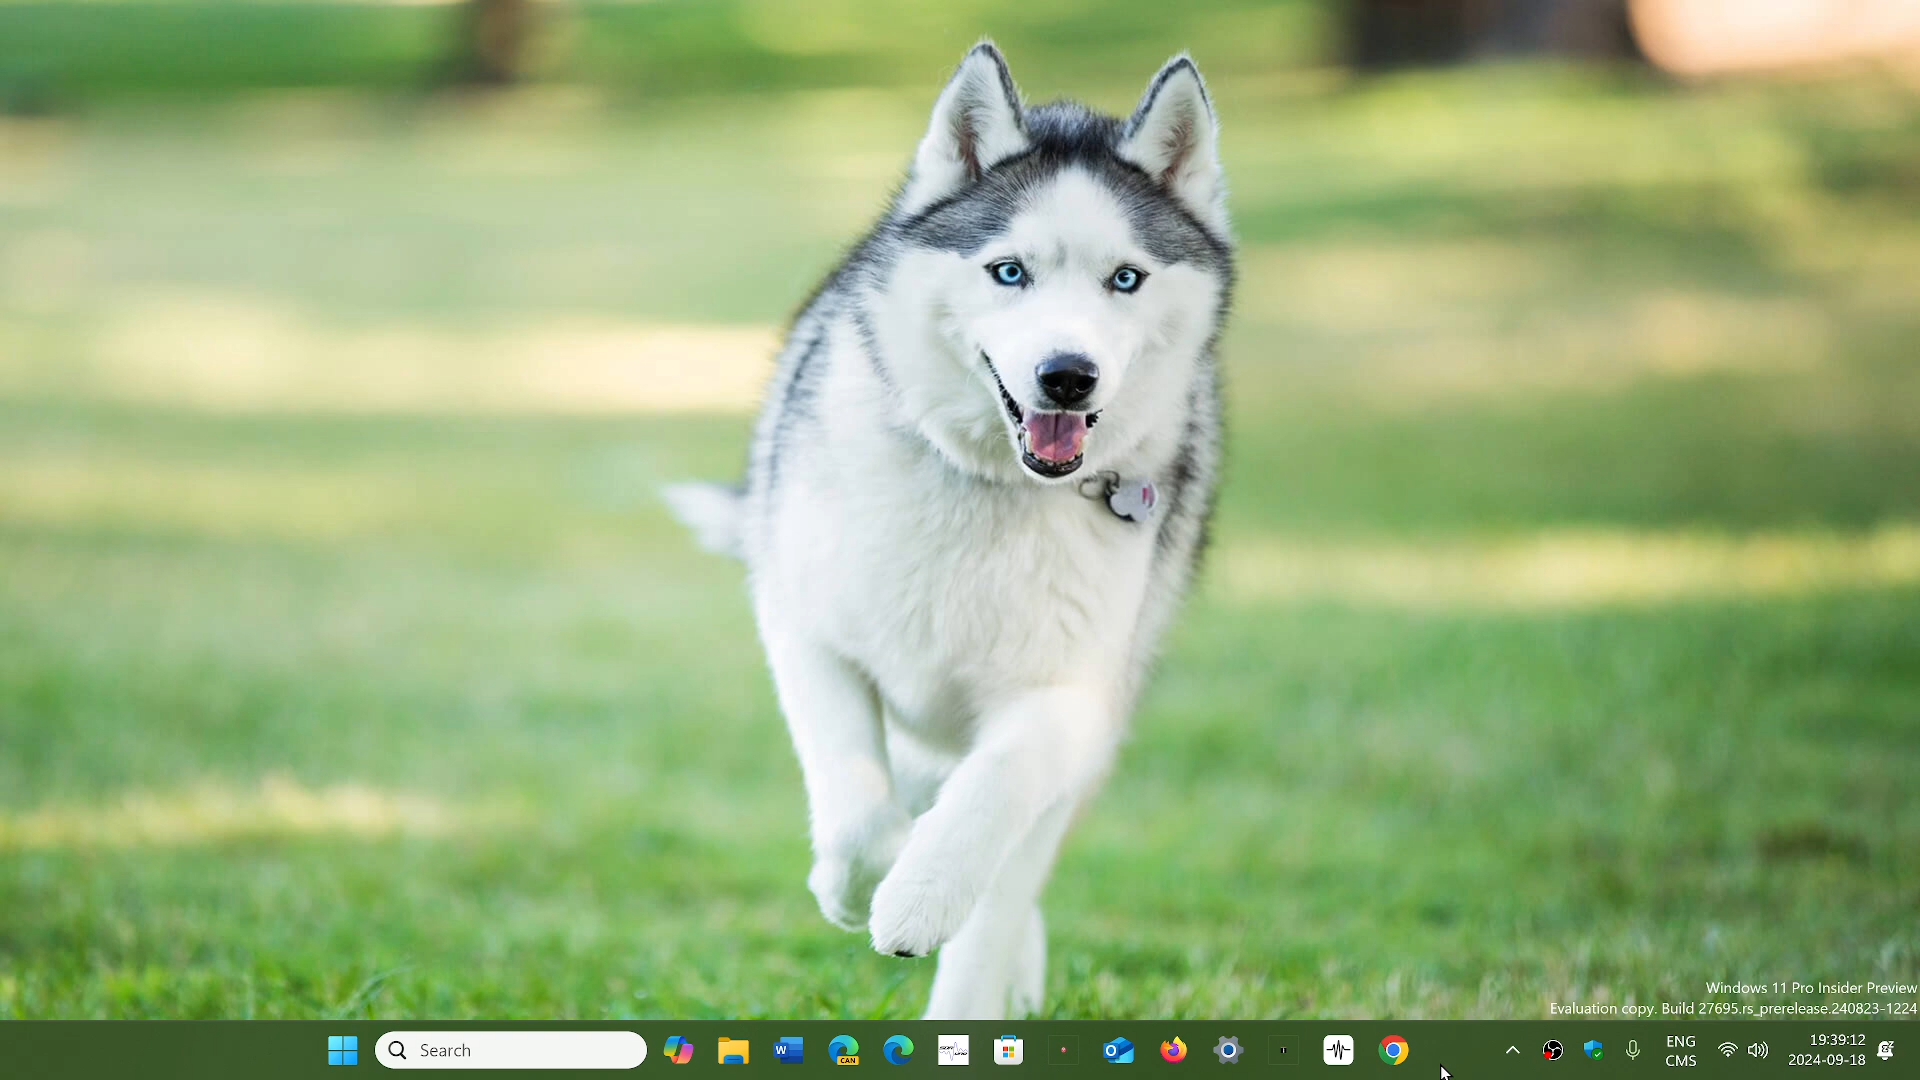 Windows 11 Pro Insider Preview
Evaluation copy. Build 27695.rs_prerelease.240823-1224
Search
W
CAN
O
ENG
CMS
19:39:12
2024-09-18